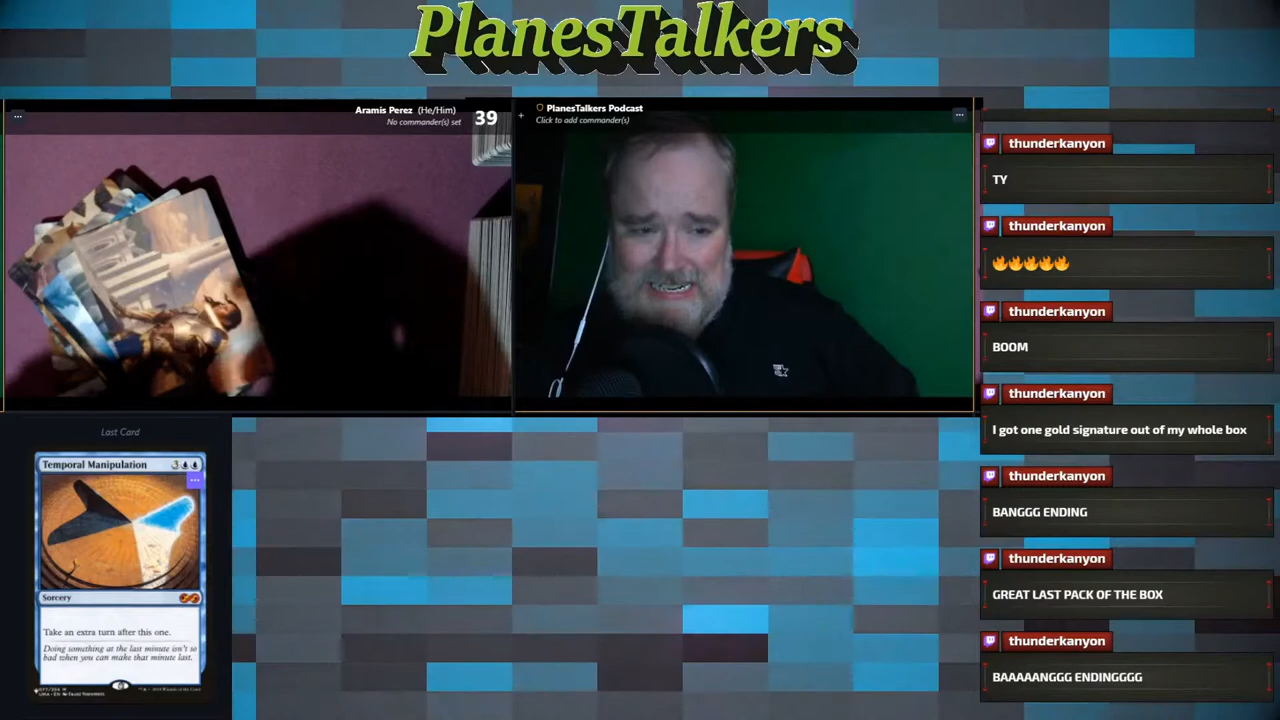 PlanesTalkers
Aramis Perez (He/Him)
No commander(s) set
39
PlanesTalkers Podcast
Click to add commander(s)
thunderkanyon
TY
thunderkanyon
🔥🔥🔥🔥🔥
thunderkanyon
BOOM
thunderkanyon
I got one gold signature out of my whole box
thunderkanyon
BANGGG ENDING
thunderkanyon
GREAT LAST PACK OF THE BOX
thunderkanyon
BAAAAANGGG ENDINGGGG
Last Card
Temporal Manipulation 3
Sorcery
Take an extra turn after this one.
Doing something at the last minute isn't so
bad when you can make that minute last.